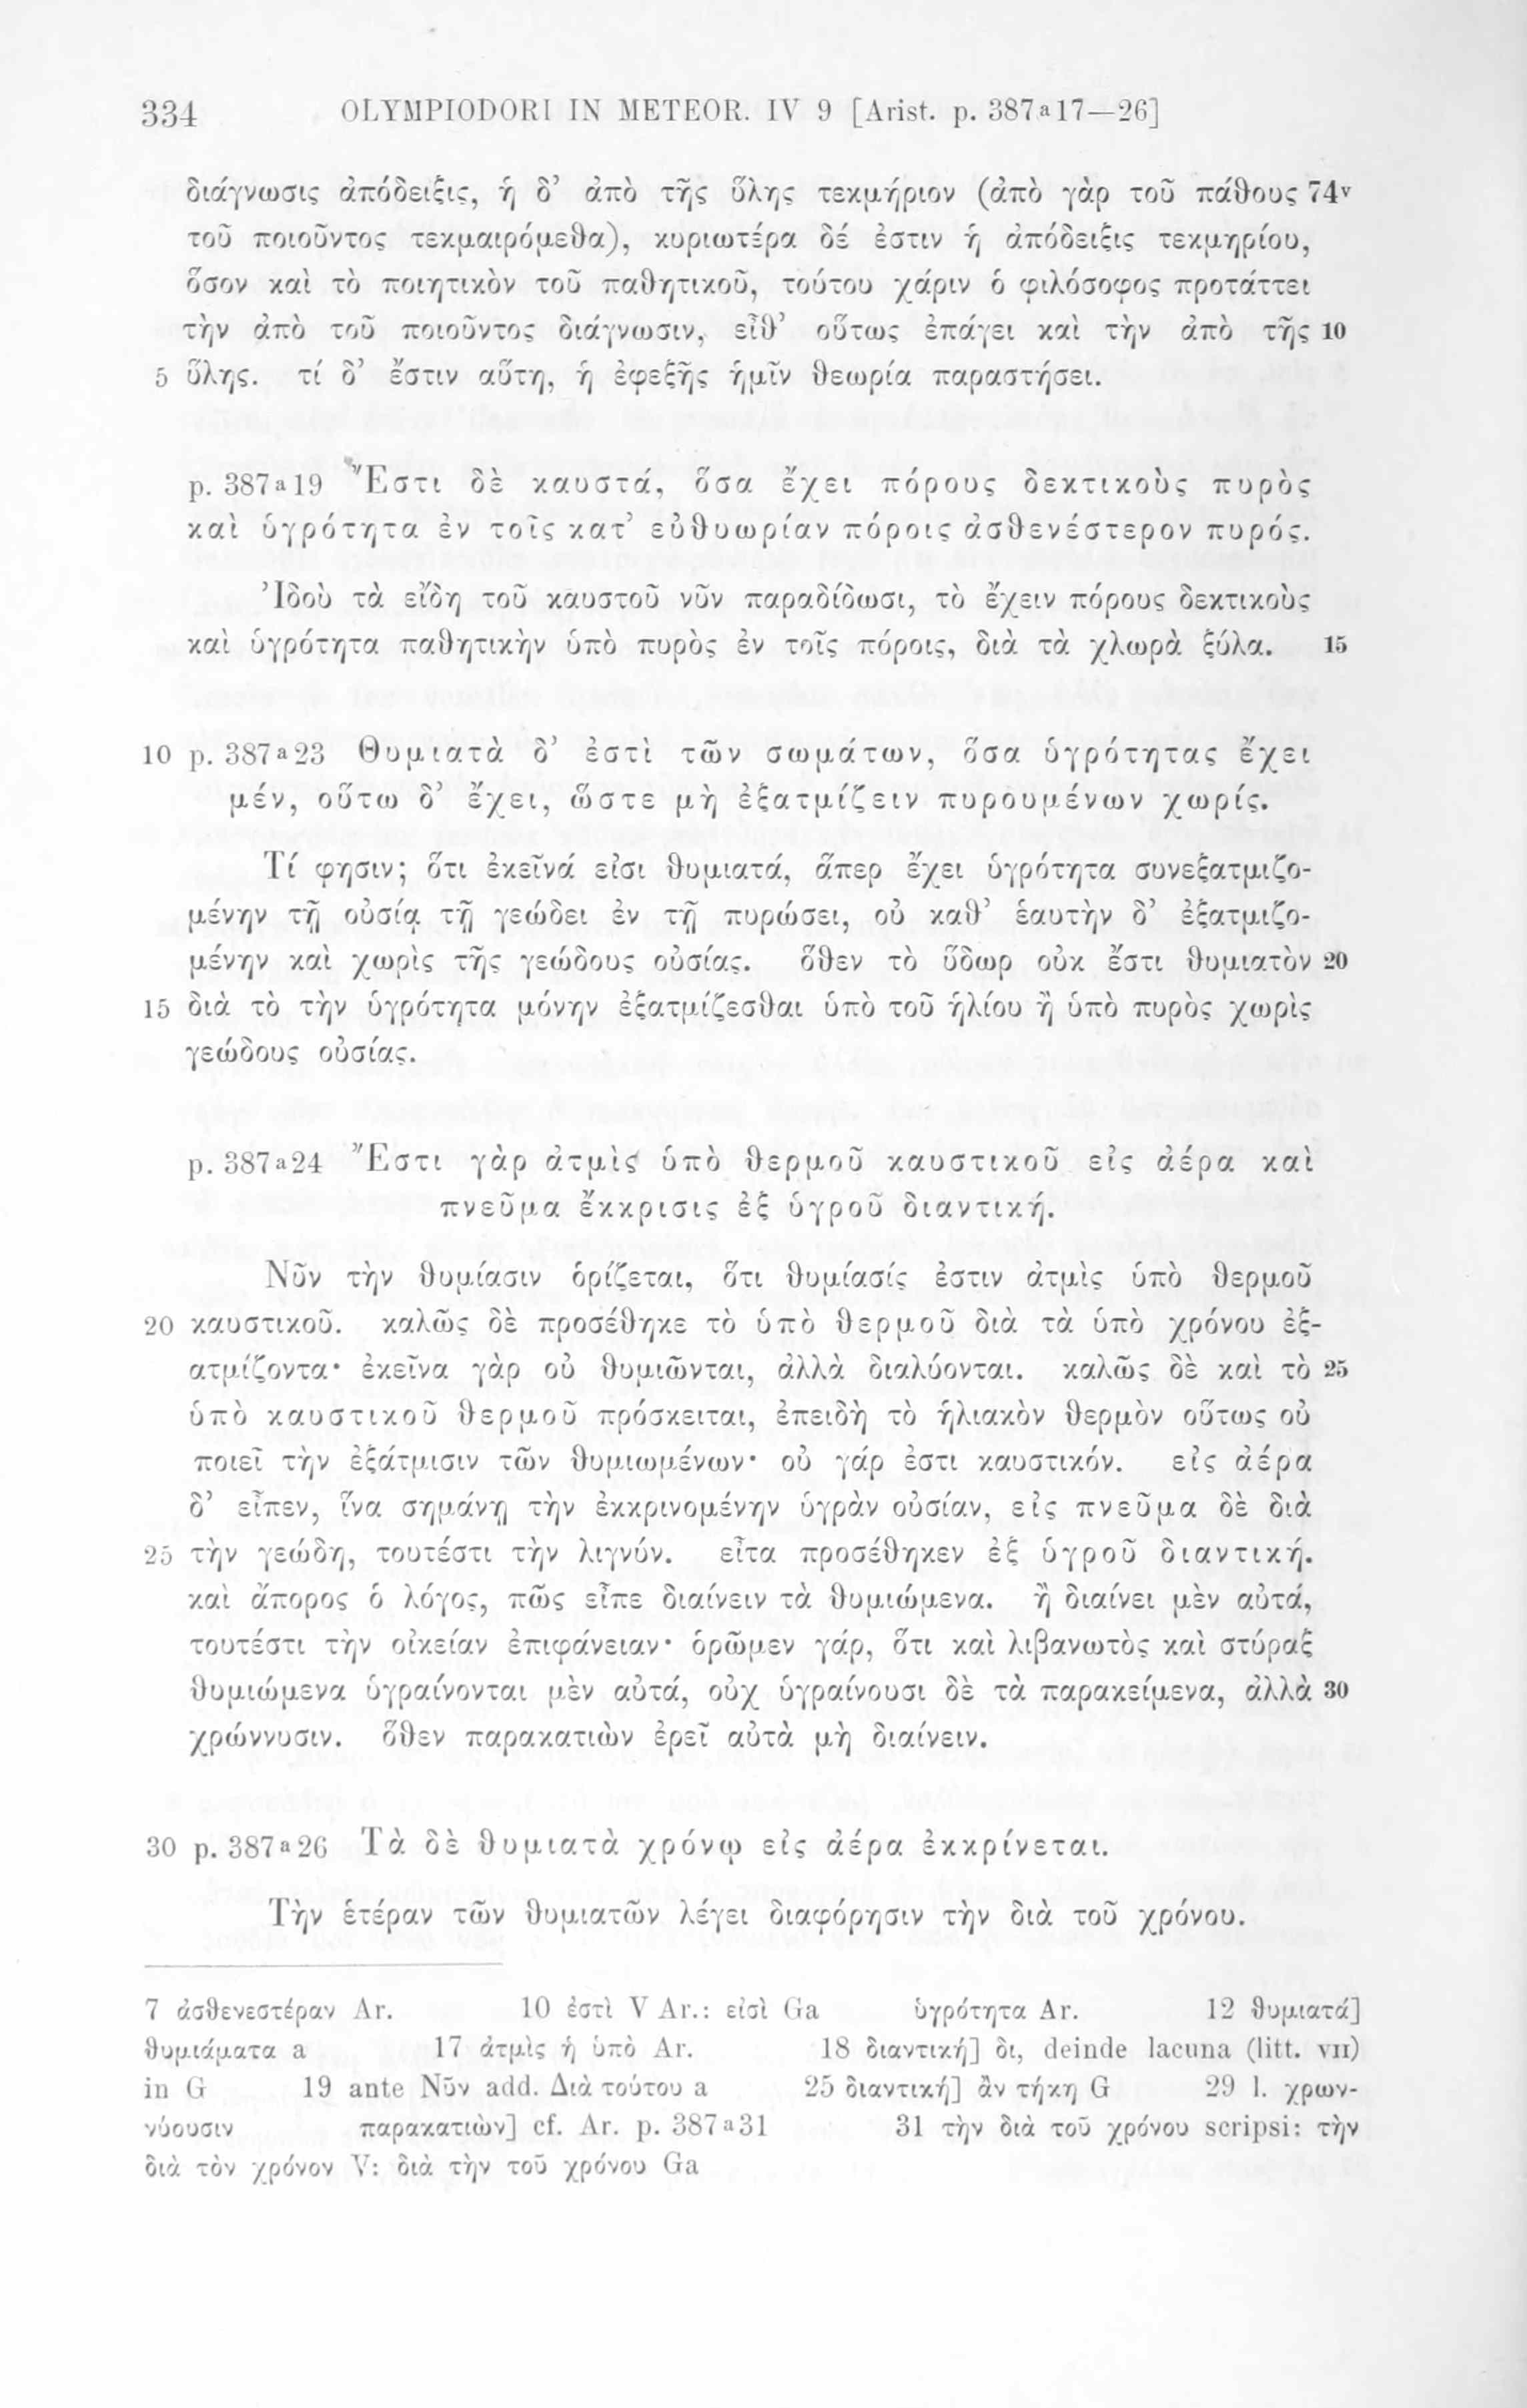 334 OLYMPIODORI IN METEOR. IV 9 [Arist. p. 387a17—26]
διάγνωσις ἀπόδειξις, ἡ δ’ ἀπὸ τῆς ὕλης τεκμήριον (ἀπὸ γὰρ τοῦ πάθους 74v
τοῦ ποιοῦντος τεκμαιρόμεθα), κυριωτέρα δέ ἐστιν ἡ ἀπόδειξις τεκμηρίου,
ὅσον καὶ τὸ ποιητικὸν τοῦ παθητικοῦ, τούτου χάριν ὁ φιλόσοφος προτάττει
τὴν ἀπὸ τοῦ ποιοῦντος διάγνωσιν, εἶθ’ οὕτως ἐπάγει καὶ τὴν ἀπὸ τῆς 10
5 ὕλης. τί δ’ ἔστιν αὕτη, ἡ ἐφεξῆς ἡμῖν θεωρία παραστήσει.
p. 387a19 Ἔστι δὲ καυστά, ὅσα ἔχει πόρους δεκτικοὺς πυρὸς
καὶ ὑγρότητα ἐν τοῖς κατ’ εὐθυωρίαν πόροις ἀσθενέστερον πυρός.
Ἰδοὺ τὰ εἴδη τοῦ καυστοῦ νῦν παραδίδωσι, τὸ ἔχειν πόρους δεκτικοὺς
καὶ ὑγρότητα παθητικὴν ὑπὸ πυρὸς ἐν τοῖς πόροις, διὰ τὰ χλωρὰ ξύλα. 15
10 p. 387a23 Θυμιατὰ δ’ ἐστὶ τῶν σωμάτων, ὅσα ὑγρότητας ἔχει
μέν, οὕτω δ’ ἔχει, ὥστε μὴ ἐξατμίζειν πυρουμένων χωρίς.
Τί φησιν; ὅτι ἐκεῖνά εἰσι θυμιατά, ἅπερ ἔχει ὑγρότητα συνεξατμιζο-
μένην τῇ οὐσίᾳ τῇ γεώδει ἐν τῇ πυρώσει, οὐ καθ’ ἑαυτὴν δ’ ἐξατμιζο-
μένην καὶ χωρὶς τῆς γεώδους οὐσίας. ὅθεν τὸ ὕδωρ οὐκ ἔστι θυμιατὸν 20
15 διὰ τὸ τὴν ὑγρότητα μόνην ἐξατμίζεσθαι ὑπὸ τοῦ ἡλίου ἢ ὑπὸ πυρὸς χωρὶς
γεώδους οὐσίας.
p. 387a24 Ἔστι γὰρ ἀτμὶς ὑπὸ θερμοῦ καυστικοῦ εἰς ἀέρα καὶ
πνεῦμα ἔκκρισις ἐξ ὑγροῦ διαντική.
Νῦν τὴν θυμίασιν ὁρίζεται, ὅτι θυμίασίς ἐστιν ἀτμὶς ὑπὸ θερμοῦ
20 καυστικοῦ. καλῶς δὲ προσέθηκε τὸ ὑπὸ θερμοῦ διὰ τὰ ὑπὸ χρόνου ἐξ-
ατμίζοντα· ἐκεῖνα γὰρ οὐ θυμιῶνται, ἀλλὰ διαλύονται. καλῶς δὲ καὶ τὸ 25
ὑπὸ καυστικοῦ θερμοῦ πρόσκειται, ἐπειδὴ τὸ ἡλιακὸν θερμὸν οὕτως οὐ
ποιεῖ τὴν ἐξάτμισιν τῶν θυμιωμένων· οὐ γάρ ἐστι καυστικόν. εἰς ἀέρα
δ’ εἶπεν, ἵνα σημάνῃ τὴν ἐκκρινομένην ὑγρὰν οὐσίαν, εἰς πνεῦμα δὲ διὰ
25 τὴν γεώδη, τουτέστι τὴν λιγνύν. εἶτα προσέθηκεν ἐξ ὑγροῦ διαντική.
καὶ ἄπορος ὁ λόγος, πῶς εἶπε διαίνειν τὰ θυμιώμενα. ἢ διαίνει μὲν αὐτά,
τουτέστι τὴν οἰκείαν ἐπιφάνειαν· ὁρῶμεν γάρ, ὅτι καὶ λιβανωτὸς καὶ στύραξ
θυμιώμενα ὑγραίνονται μὲν αὐτά, οὐχ ὑγραίνουσι δὲ τὰ παρακείμενα, ἀλλὰ 30
χρώννυσιν. ὅθεν παρακατιὼν ἐρεῖ αὐτὰ μὴ διαίνειν.
30 p. 387a26 Τὰ δὲ θυμιατὰ χρόνῳ εἰς ἀέρα ἐκκρίνεται.
Τὴν ἑτέραν τῶν θυμιατῶν λέγει διαφόρησιν τὴν διὰ τοῦ χρόνου.
7 ἀσθενεστέραν Ar. 10 ἐστὶ V Ar.: εἰσὶ Ga ὑγρότητα Ar. 12 θυμιατά]
θυμιάματα a 17 ἀτμὶς ἡ ὑπὸ Ar. 18 διαντική] δι, deinde lacuna (litt. VII)
in G 19 ante Νῦν add. Διὰ τούτου a 25 διαντική] ἂν τήκῃ G 29 l. χρων-
νύουσιν παρακατιὼν] cf. Ar. p. 387a31 31 τὴν διὰ τοῦ χρόνου scripsi: τὴν
διὰ τὸν χρόνον V: διὰ τὴν τοῦ χρόνου Ga